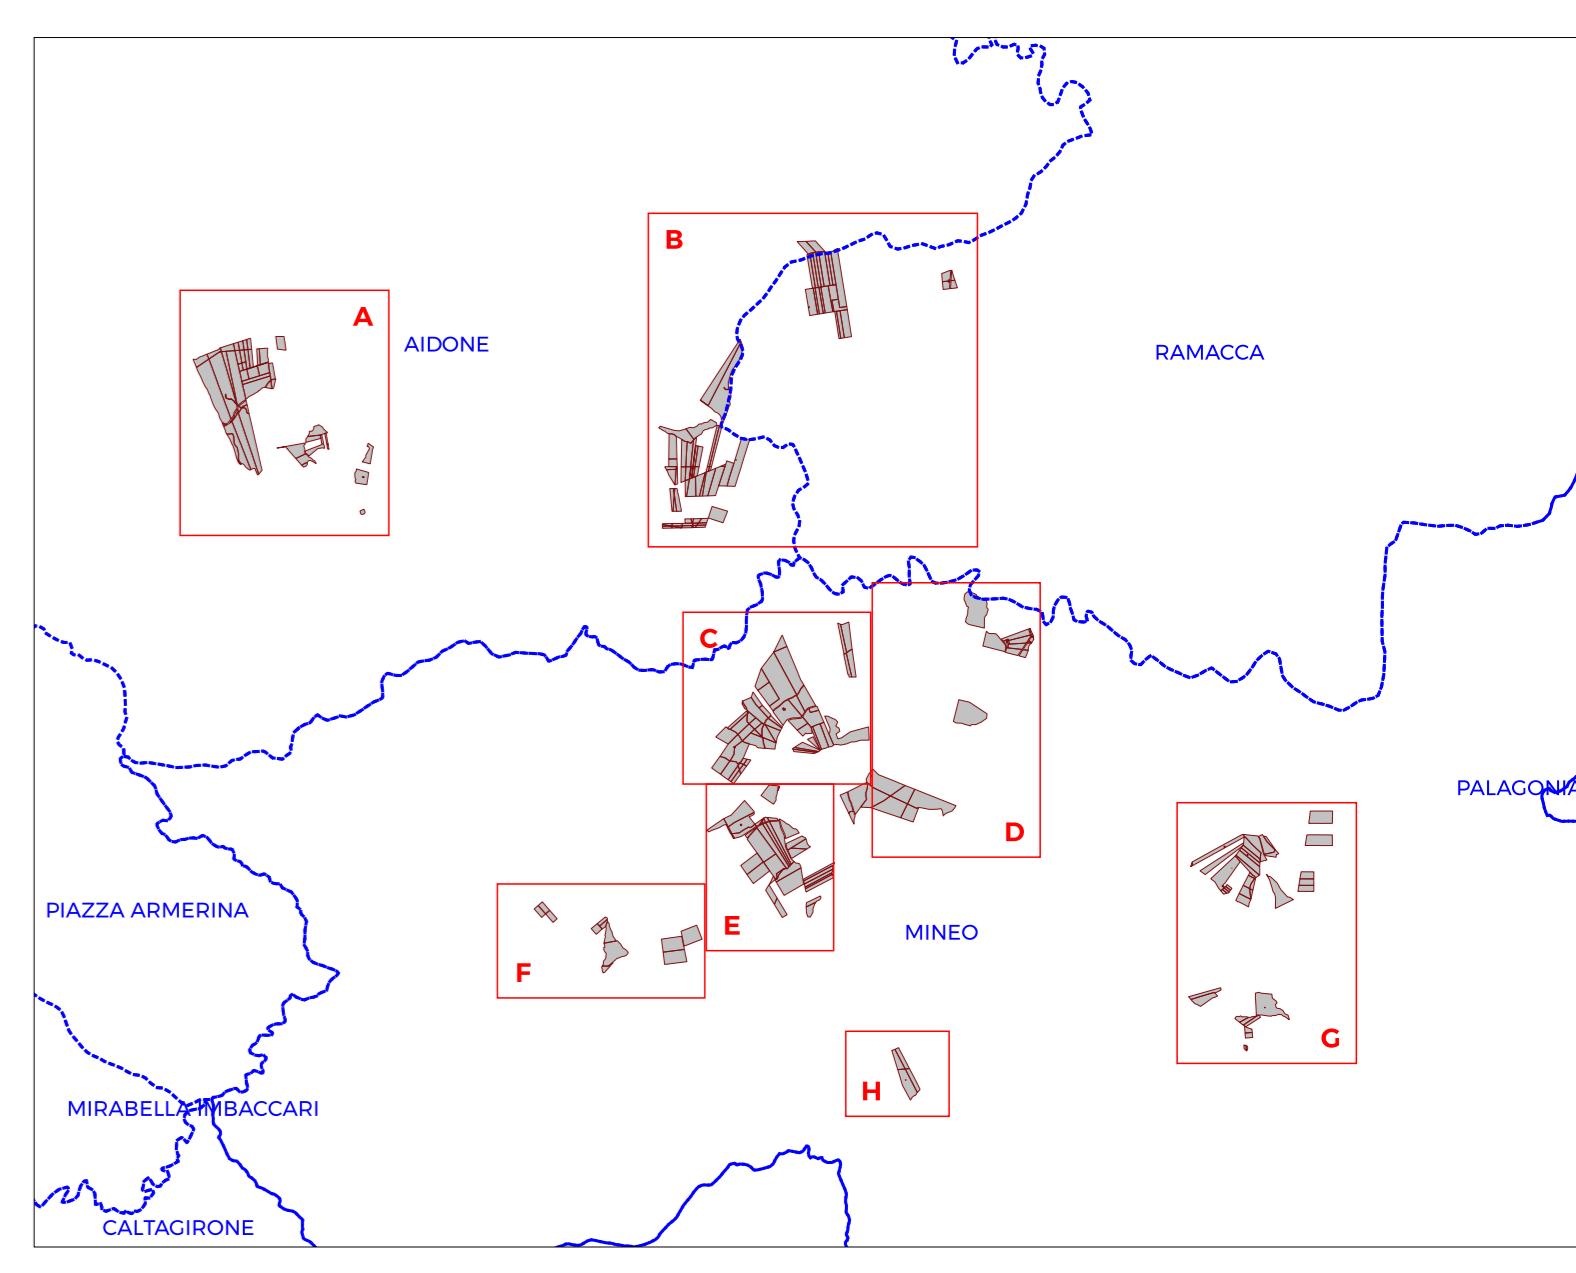 B
A
AIDONE
RAMACCA
C
PALAGONIA
D
PIAZZA ARMERINA
E
MINEO
F
G
H
MIRABELLA IMBACCARI
CALTAGIRONE